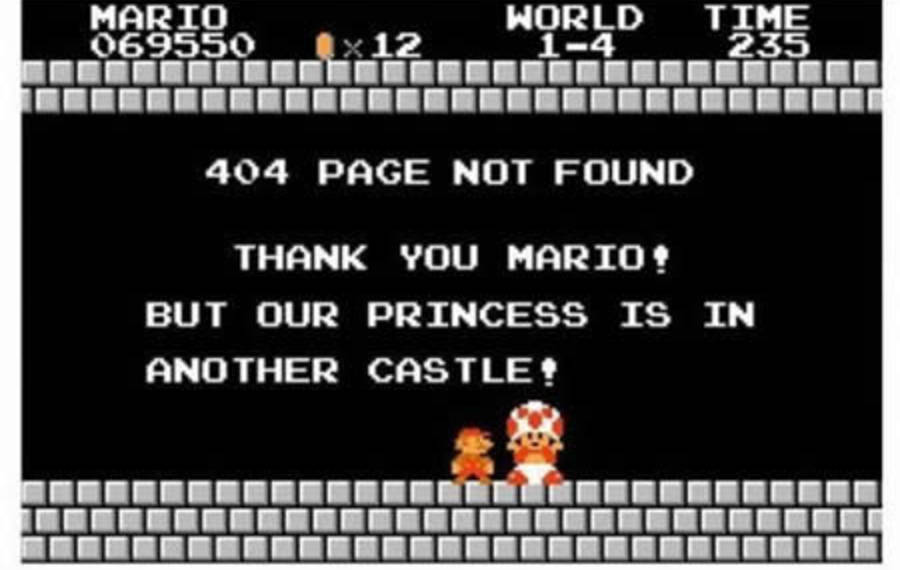 MARIO WORLD TIME
069550 ×12 1-4 235
404 PAGE NOT FOUND
THANK YOU MARIO!
BUT OUR PRINCESS IS IN
ANOTHER CASTLE!